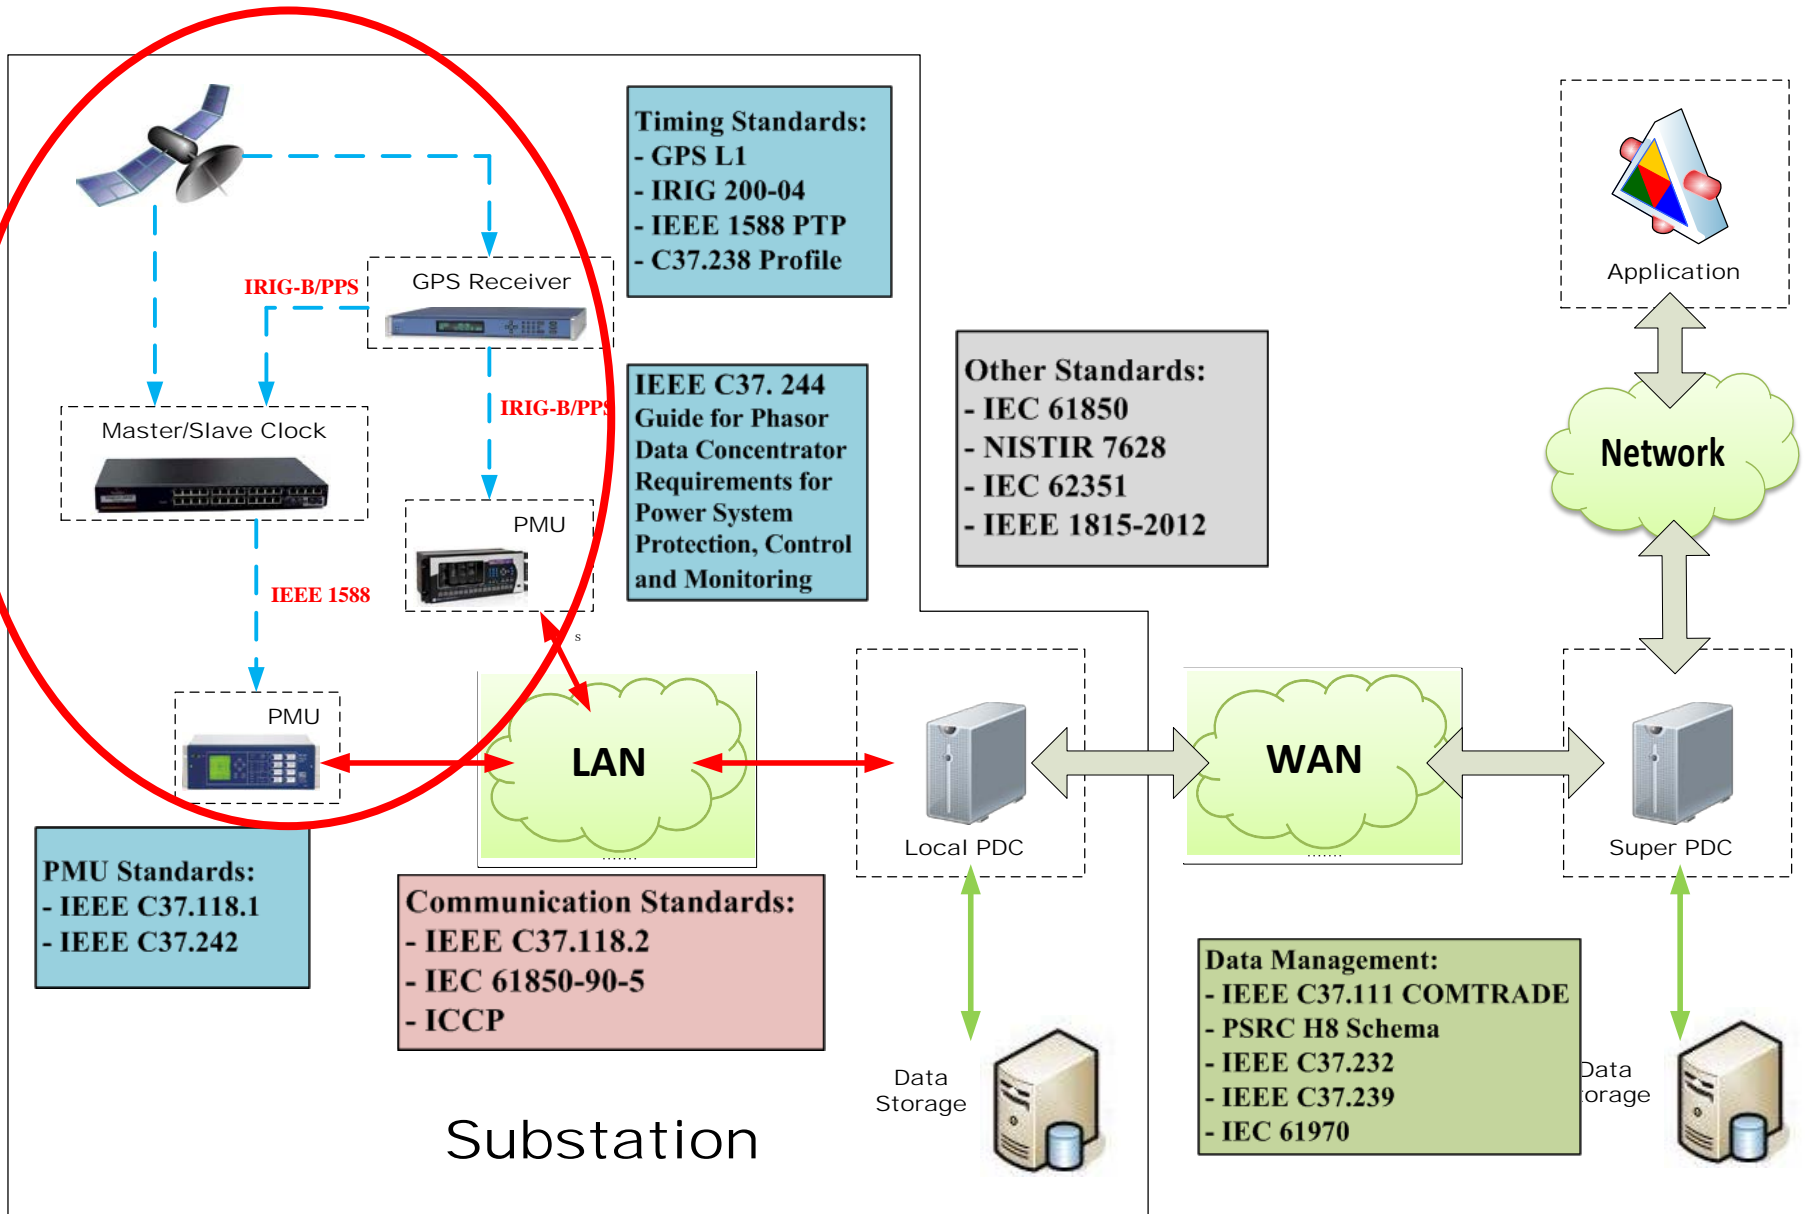 Timing Standards:
- GPS L1
- IRIG 200-04
- IEEE 1588 PTP
- C37.238 Profile
GPS Receiver
IRIG-B/PPS
Application
IEEE C37. 244
Guide for Phasor
Data Concentrator
Requirements for
Power System
Protection, Control
and Monitoring
Other Standards:
- IEC 61850
- NISTIR 7628
- IEC 62351
- IEEE 1815-2012
IRIG-B/PPS
Master/Slave Clock
Network
PMU
IEEE 1588
s
PMU
LAN
.......
Local PDC
WAN
.......
Super PDC
PMU Standards:
- IEEE C37.118.1
- IEEE C37.242
Communication Standards:
- IEEE C37.118.2
- IEC 61850-90-5
- ICCP
Data Management:
- IEEE C37.111 COMTRADE
- PSRC H8 Schema
- IEEE C37.232
- IEEE C37.239
- IEC 61970
Data
Storage
Data
torage
Substation